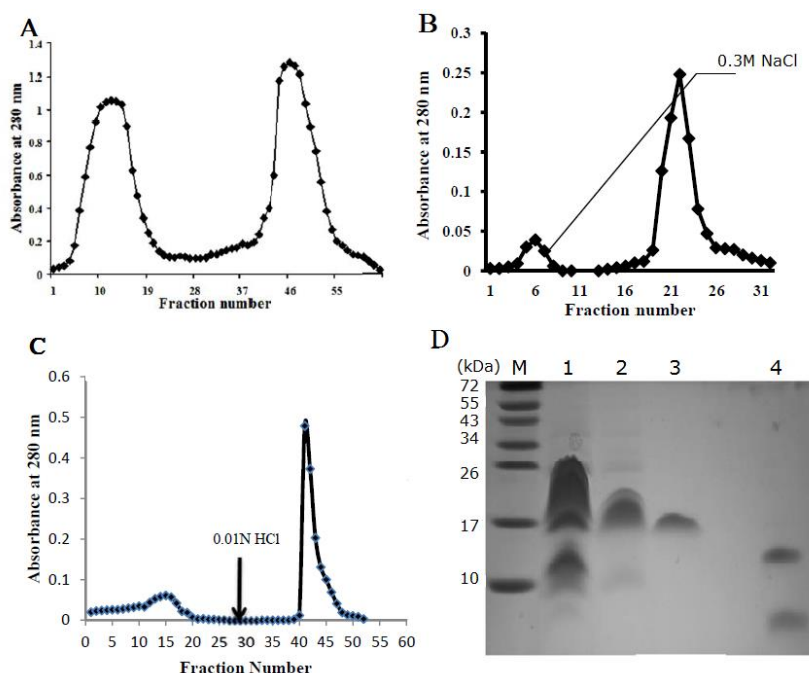 A
Absorbance at 280 nm
1.4
1.2
1
0.8
0.6
0.4
0.2
0
1 10 19 28 37 46 55
Fraction number
B
Absorbance at 280 nm
0.3
0.25
0.2
0.15
0.1
0.05
0
1 6 11 16 21 26 31
Fraction number
0.3M NaCl
C
Absorbance at 280 nm
0.6
0.5
0.4
0.3
0.2
0.1
0
0 5 10 15 20 25 30 35 40 45 50 55 60
Fraction Number
0.01N HCl
D
(kDa) M 1 2 3 4
72
55
43
34
26
17
10